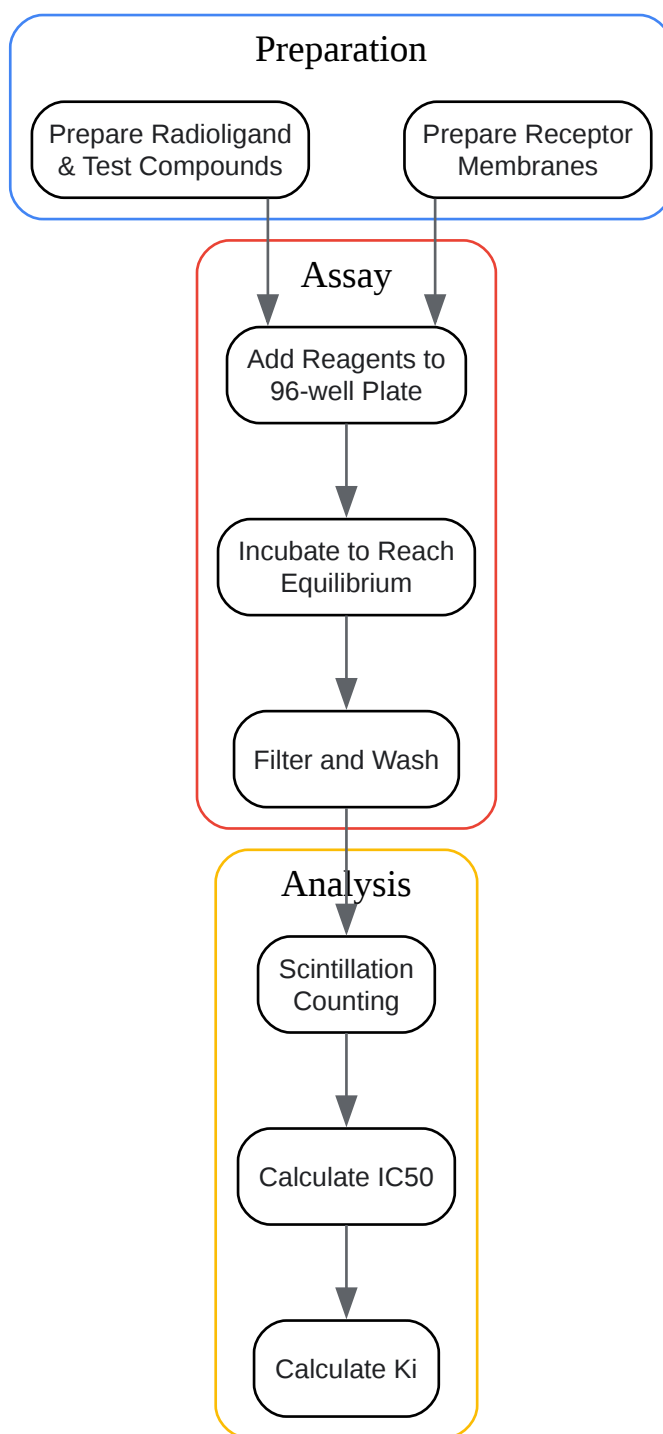 Preparation
Prepare Radioligand
& Test Compounds
Prepare Receptor
Membranes
Assay
Add Reagents to
96-well Plate
Incubate to Reach
Equilibrium
Filter and Wash
Analysis
Scintillation
Counting
Calculate IC50
Calculate Ki